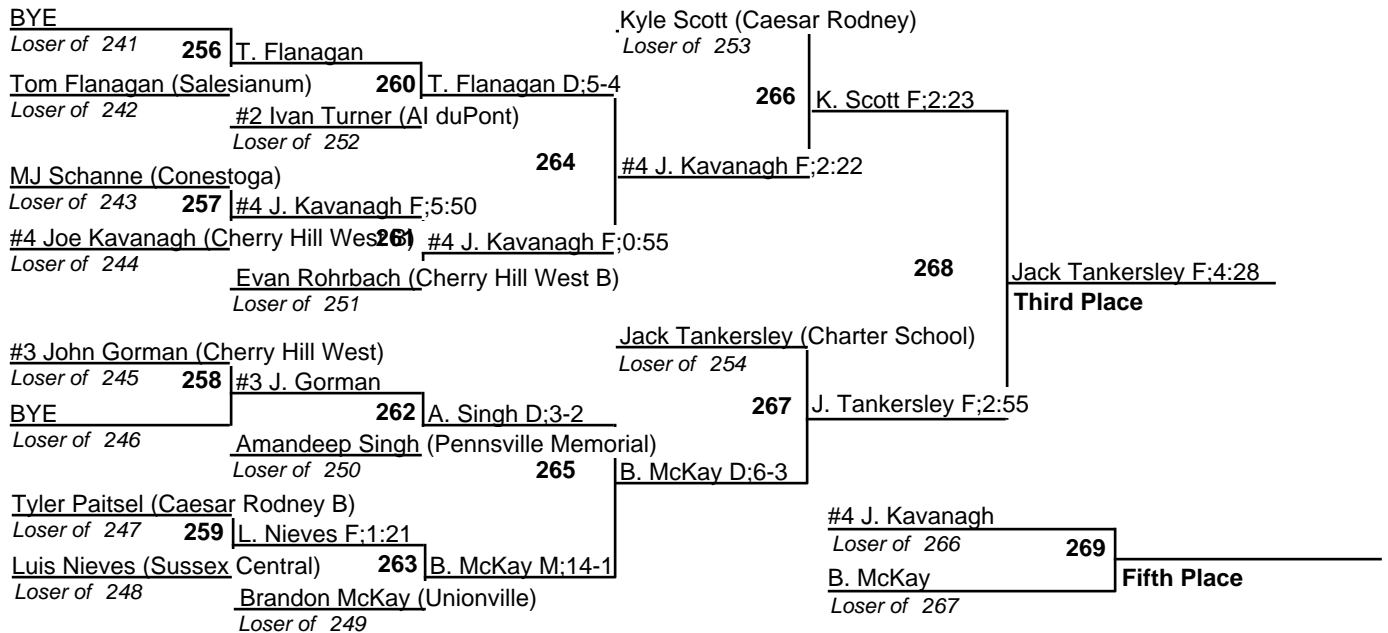 BYE
Loser of 241
256
T. Flanagan
Tom Flanagan (Salesianum)
Loser of 242
260
T. Flanagan D;5-4
#2 Ivan Turner (AI duPont)
Loser of 252
MJ Schanne (Conestoga)
Loser of 243
257
#4 J. Kavanagh F;5:50
#4 Joe Kavanagh (Cherry Hill West B)
Loser of 244
261
#4 J. Kavanagh F;0:55
Evan Rohrbach (Cherry Hill West B)
Loser of 251
264
#4 J. Kavanagh F;2:22
Kyle Scott (Caesar Rodney)
Loser of 253
266
K. Scott F;2:23
#3 John Gorman (Cherry Hill West)
Loser of 245
258
#3 J. Gorman
BYE
Loser of 246
262
A. Singh D;3-2
Amandeep Singh (Pennsville Memorial)
Loser of 250
265
B. McKay D;6-3
Tyler Paitsel (Caesar Rodney B)
Loser of 247
259
L. Nieves F;1:21
Luis Nieves (Sussex Central)
Loser of 248
263
B. McKay M;14-1
Brandon McKay (Unionville)
Loser of 249
Jack Tankersley (Charter School)
Loser of 254
267
J. Tankersley F;2:55
268
Jack Tankersley F;4:28
Third Place
#4 J. Kavanagh
Loser of 266
269
B. McKay
Loser of 267
Fifth Place